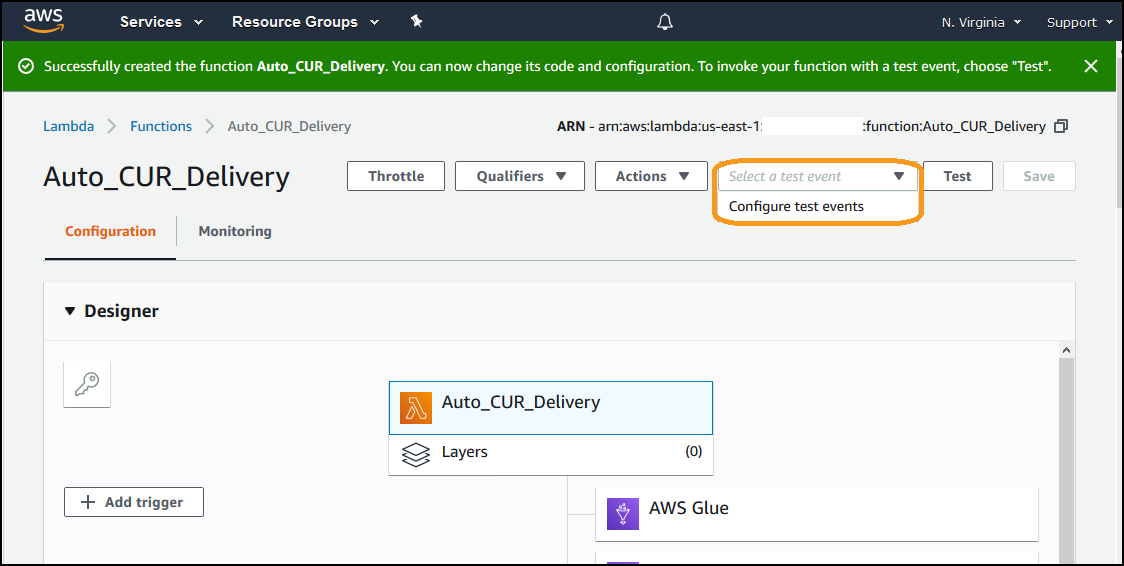 aws
Services
Resource Groups
N. Virginia
Support
Successfully created the function Auto_CUR_Delivery. You can now change its code and configuration. To invoke your function with a test event, choose "Test".
Lambda
Functions
Auto_CUR_Delivery
ARN - arn:aws:lambda:us-east-1: :function:Auto_CUR_Delivery
Auto_CUR_Delivery
Throttle
Qualifiers
Actions
Select a test event
Test
Save
Configure test events
Configuration
Monitoring
Designer
Auto_CUR_Delivery
Layers
(0)
Add trigger
AWS Glue